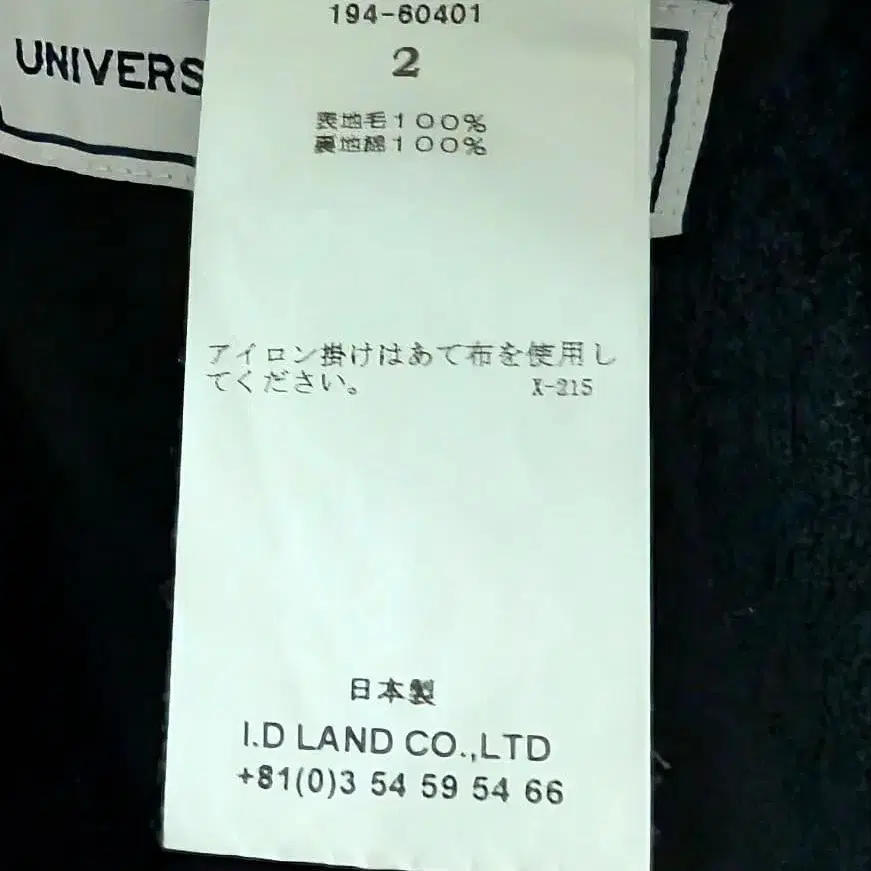 UNIVERS
194-60401
2
表地毛１００％
裏地綿１００％
アイロン掛けはあて布を使用し
てください。 X-215
日本製
I.D LAND CO.,LTD
+81(0)3 54 59 54 66